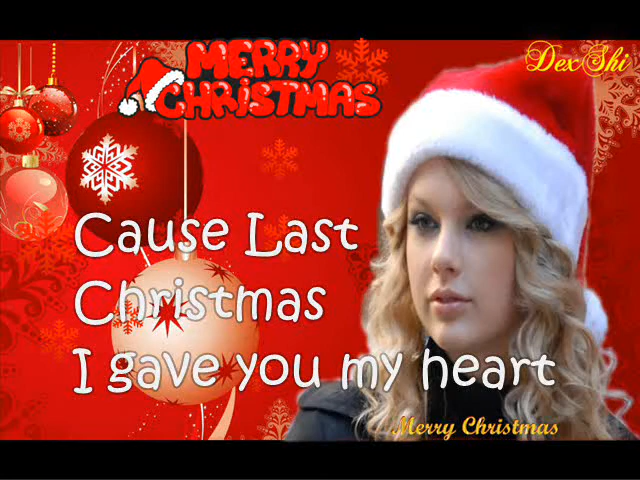 DexShi
MERRY
CHRISTMAS
Cause Last
Christmas
I gave you my heart
Merry Christmas